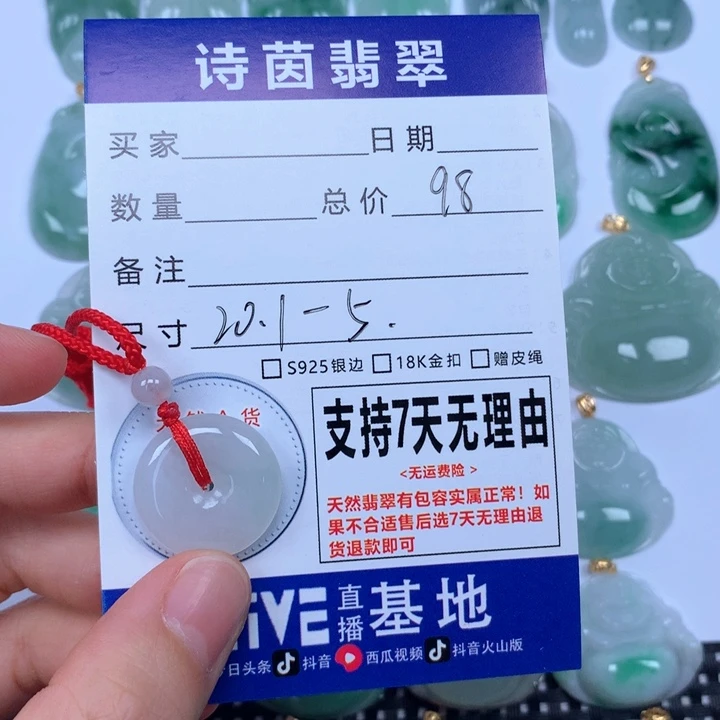 诗茵翡翠
买家 日期
数量 总价 98
备注
尺寸 20.1-5.
S925银边 18K金扣 赠皮绳
支持7天无理由
<无运费险>
天然翡翠有包容实属正常！如
果不合适售后选7天无理由退
货退款即可
直播基地
日头条 抖音 西瓜视频 抖音火山版